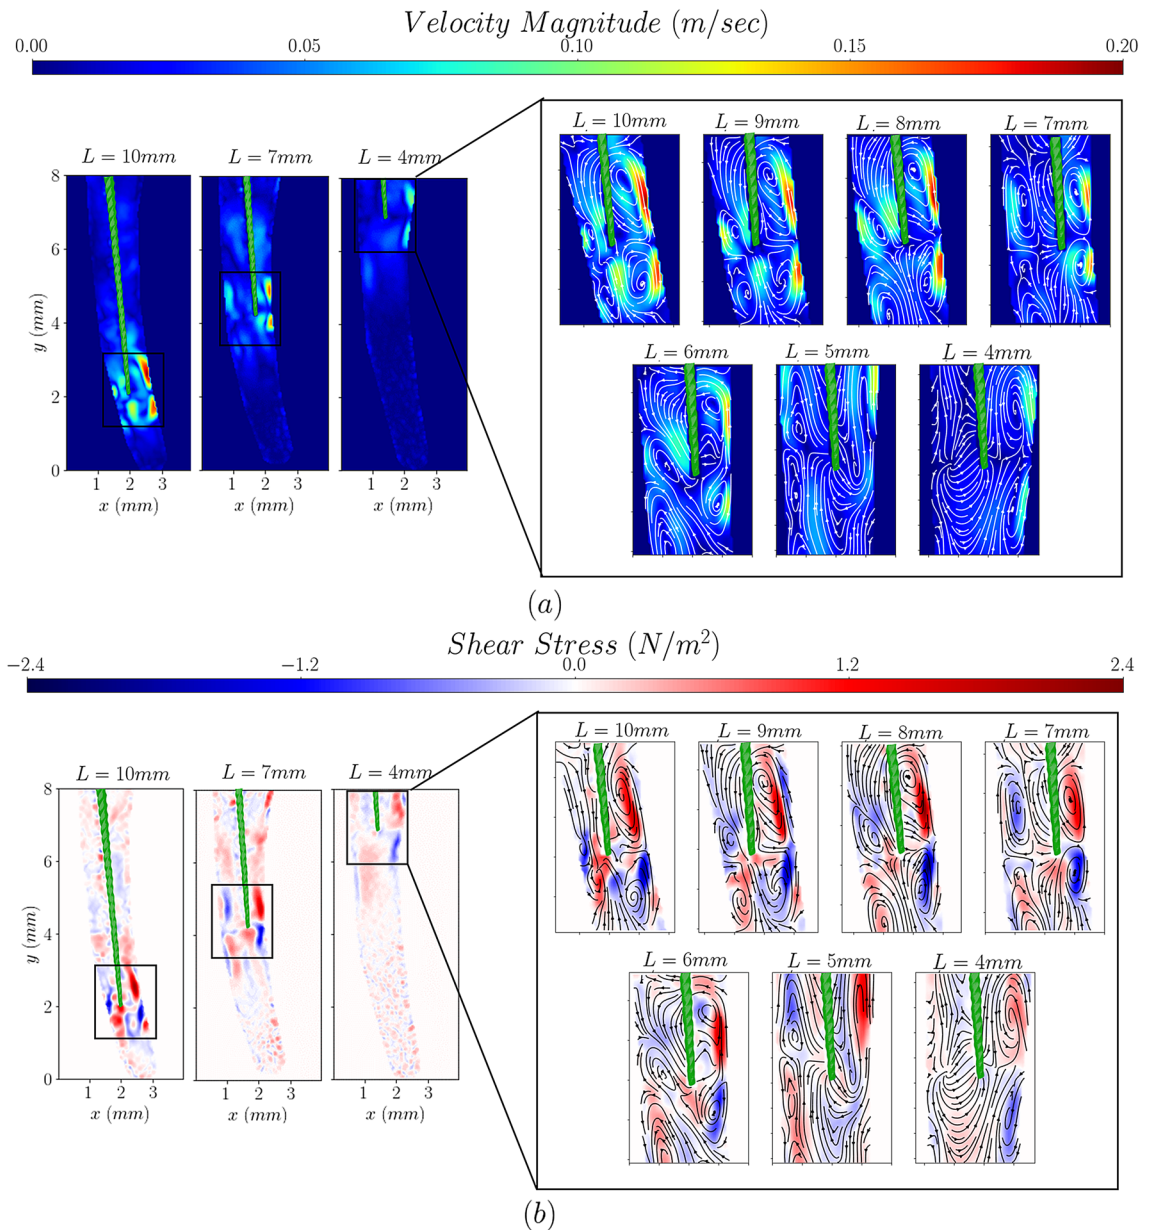 Velocity Magnitude (m/sec)
0.00 0.05 0.10 0.15 0.20
L = 10mm L = 9mm L = 8mm L = 7mm
L = 10mm L = 7mm L = 4mm
8
6
4
2
0
y (mm)
L = 6mm L = 5mm L = 4mm
1 2 3 1 2 3 1 2 3
x (mm) x (mm) x (mm)
(a)
Shear Stress (N/m²)
−2.4 −1.2 0.0 1.2 2.4
L = 10mm L = 9mm L = 8mm L = 7mm
L = 10mm L = 7mm L = 4mm
8
6
4
2
0
y (mm)
L = 6mm L = 5mm L = 4mm
1 2 3 1 2 3 1 2 3
x (mm) x (mm) x (mm)
(b)